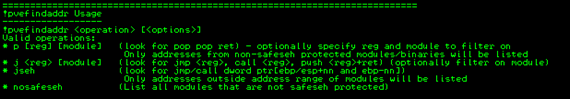 !pvefindaddr Usage
!pvefindaddr <operation> [<options>]
Valid operations:
* p [reg] [module] (look for pop pop ret) - optionally specify reg and module to filter on
Only addresses from non-safeseh protected modules/binaries will be listed
* j <reg> [module] (look for jmp <reg>, call <reg>, push <reg>+ret) (optionally filter on module)
* jseh (look for jmp/call dword ptr[ebp/esp+nn and ebp-nn])
Only addresses outside address range of modules will be listed
* nosafeseh (List all modules that are not safeseh protected)